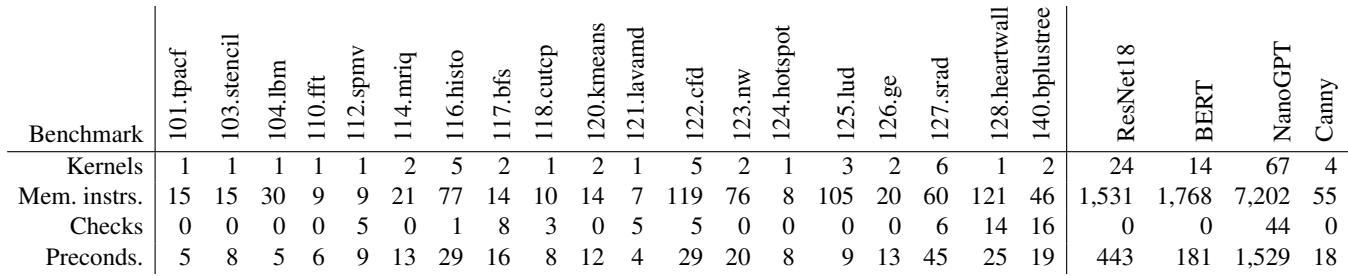 Benchmark 101.tpacf 103.stencil 104.lbm 110.fft 112.spmv 114.mriq 116.histo 117.bfs 118.cutcp 120.kmeans 121.lavamd 122.cfd 123.nw 124.hotspot 125.lud 126.ge 127.srad 128.heartwall 140.bplustree ResNet18 BERT NanoGPT Canny
Kernels 1 1 1 1 1 2 5 2 1 2 1 5 2 1 3 2 6 1 2 24 14 67 4
Mem. instrs. 15 15 30 9 9 21 77 14 10 14 7 119 76 8 105 20 60 121 46 1,531 1,768 7,202 55
Checks 0 0 0 0 5 0 1 8 3 0 5 5 0 0 0 0 6 14 16 0 0 44 0
Preconds. 5 8 5 6 9 13 29 16 8 12 4 29 20 8 9 13 45 25 19 443 181 1,529 18